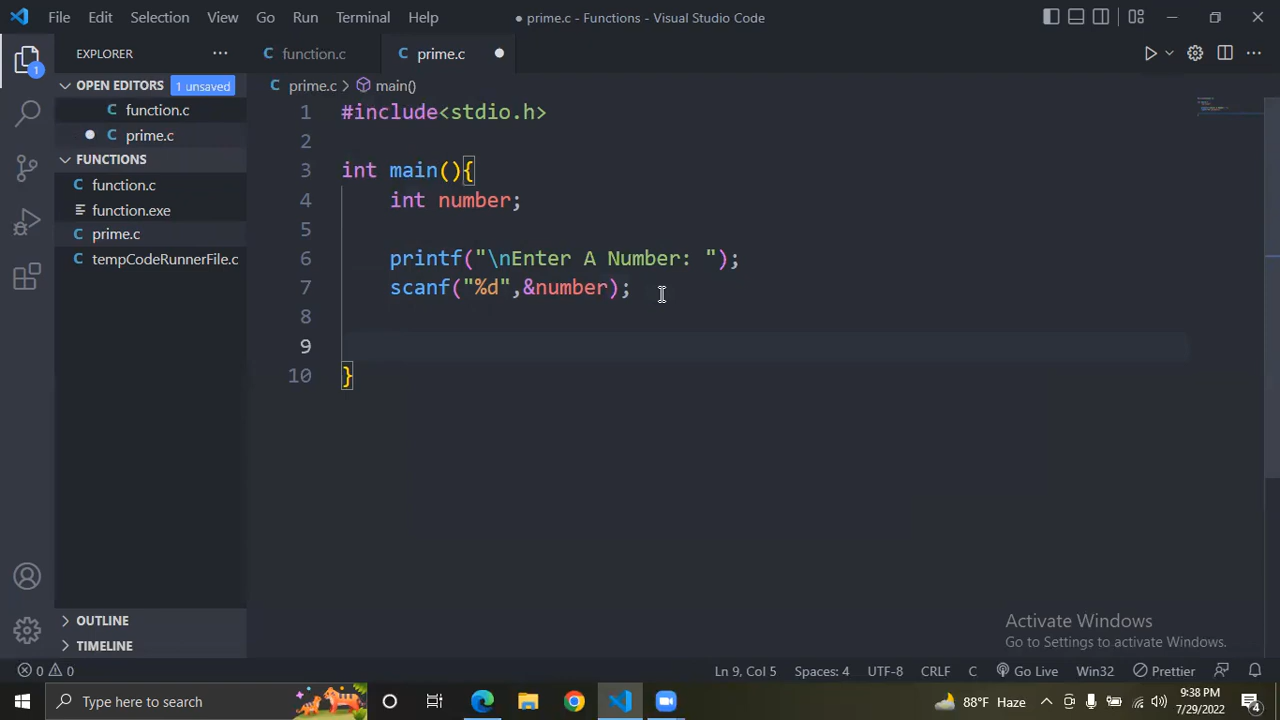 File Edit Selection View Go Run Terminal Help ● prime.c - Functions - Visual Studio Code
EXPLORER
C function.c
C prime.c
OPEN EDITORS 1 unsaved
C prime.c > main()
C function.c
C prime.c
FUNCTIONS
C function.c
function.exe
C prime.c
C tempCodeRunnerFile.c
1 #include<stdio.h>
2
3 int main(){
4 int number;
5
6 printf("\nEnter A Number: ");
7 scanf("%d",&number);
8
9
10 }
1
OUTLINE
TIMELINE
Activate Windows
Go to Settings to activate Windows.
0 0 Ln 9, Col 5 Spaces: 4 UTF-8 CRLF C Go Live Win32 Prettier
Type here to search
88°F Haze
9:38 PM
7/29/2022
4